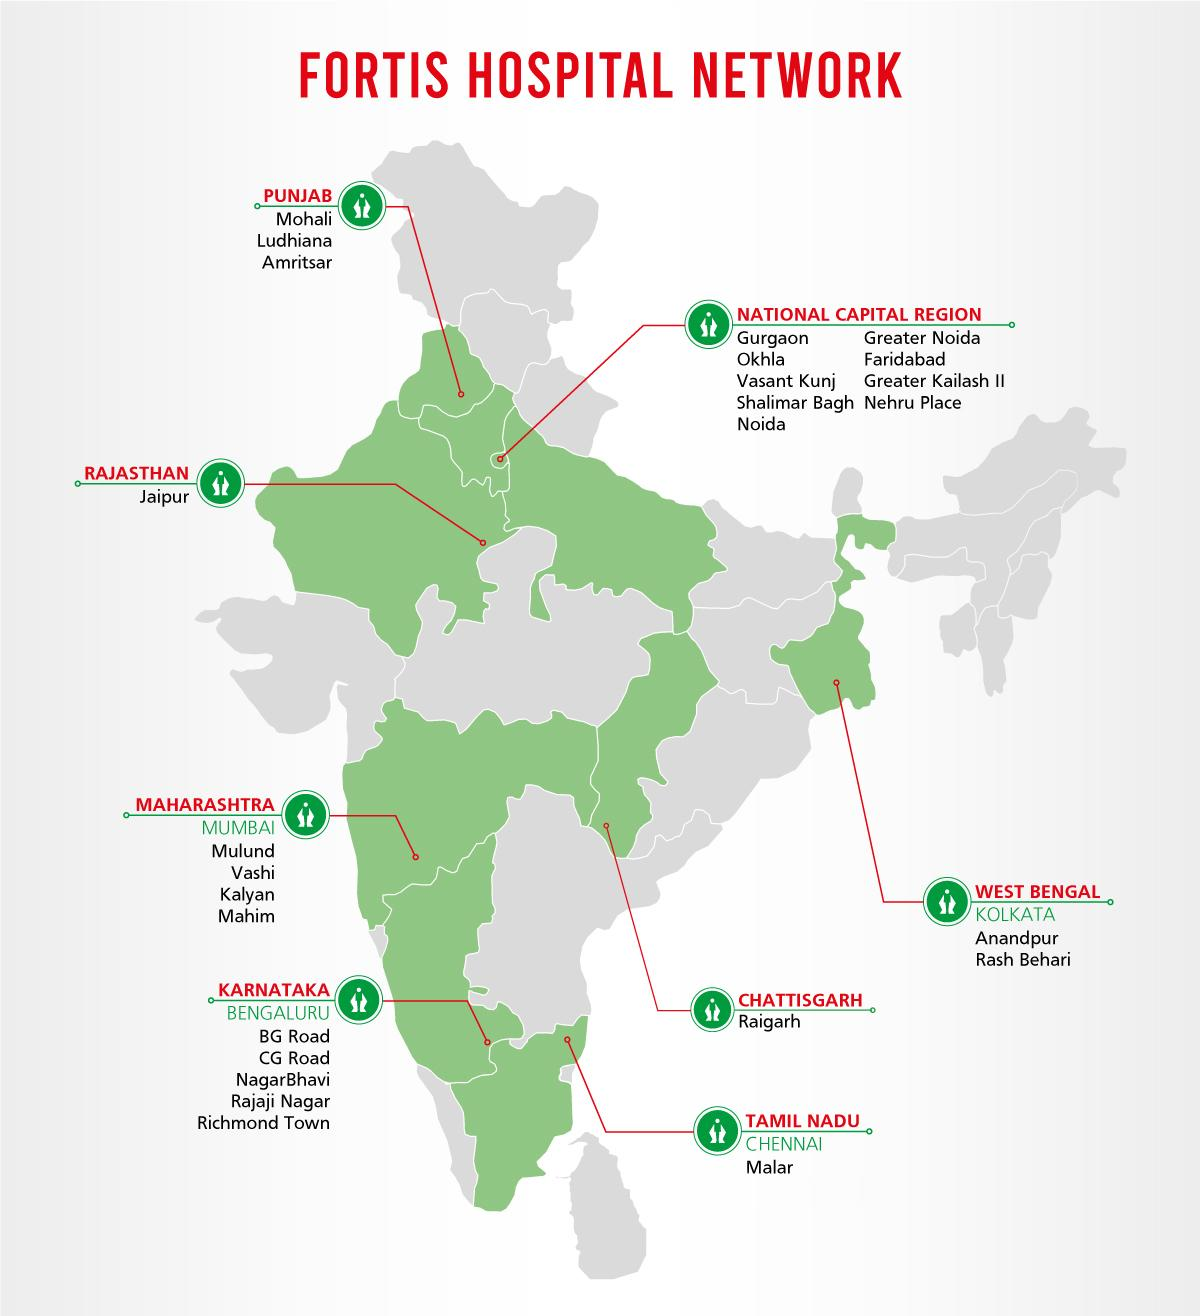 FORTIS HOSPITAL NETWORK
PUNJAB
Mohali
Ludhiana
Amritsar
NATIONAL CAPITAL REGION
Gurgaon Greater Noida
Okhla Faridabad
Vasant Kunj Greater Kailash II
Shalimar Bagh Nehru Place
Noida
RAJASTHAN
Jaipur
MAHARASHTRA
MUMBAI
Mulund
Vashi
Kalyan
Mahim
WEST BENGAL
KOLKATA
Anandpur
Rash Behari
KARNATAKA
BENGALURU
BG Road
CG Road
NagarBhavi
Rajaji Nagar
Richmond Town
CHATTISGARH
Raigarh
TAMIL NADU
CHENNAI
Malar